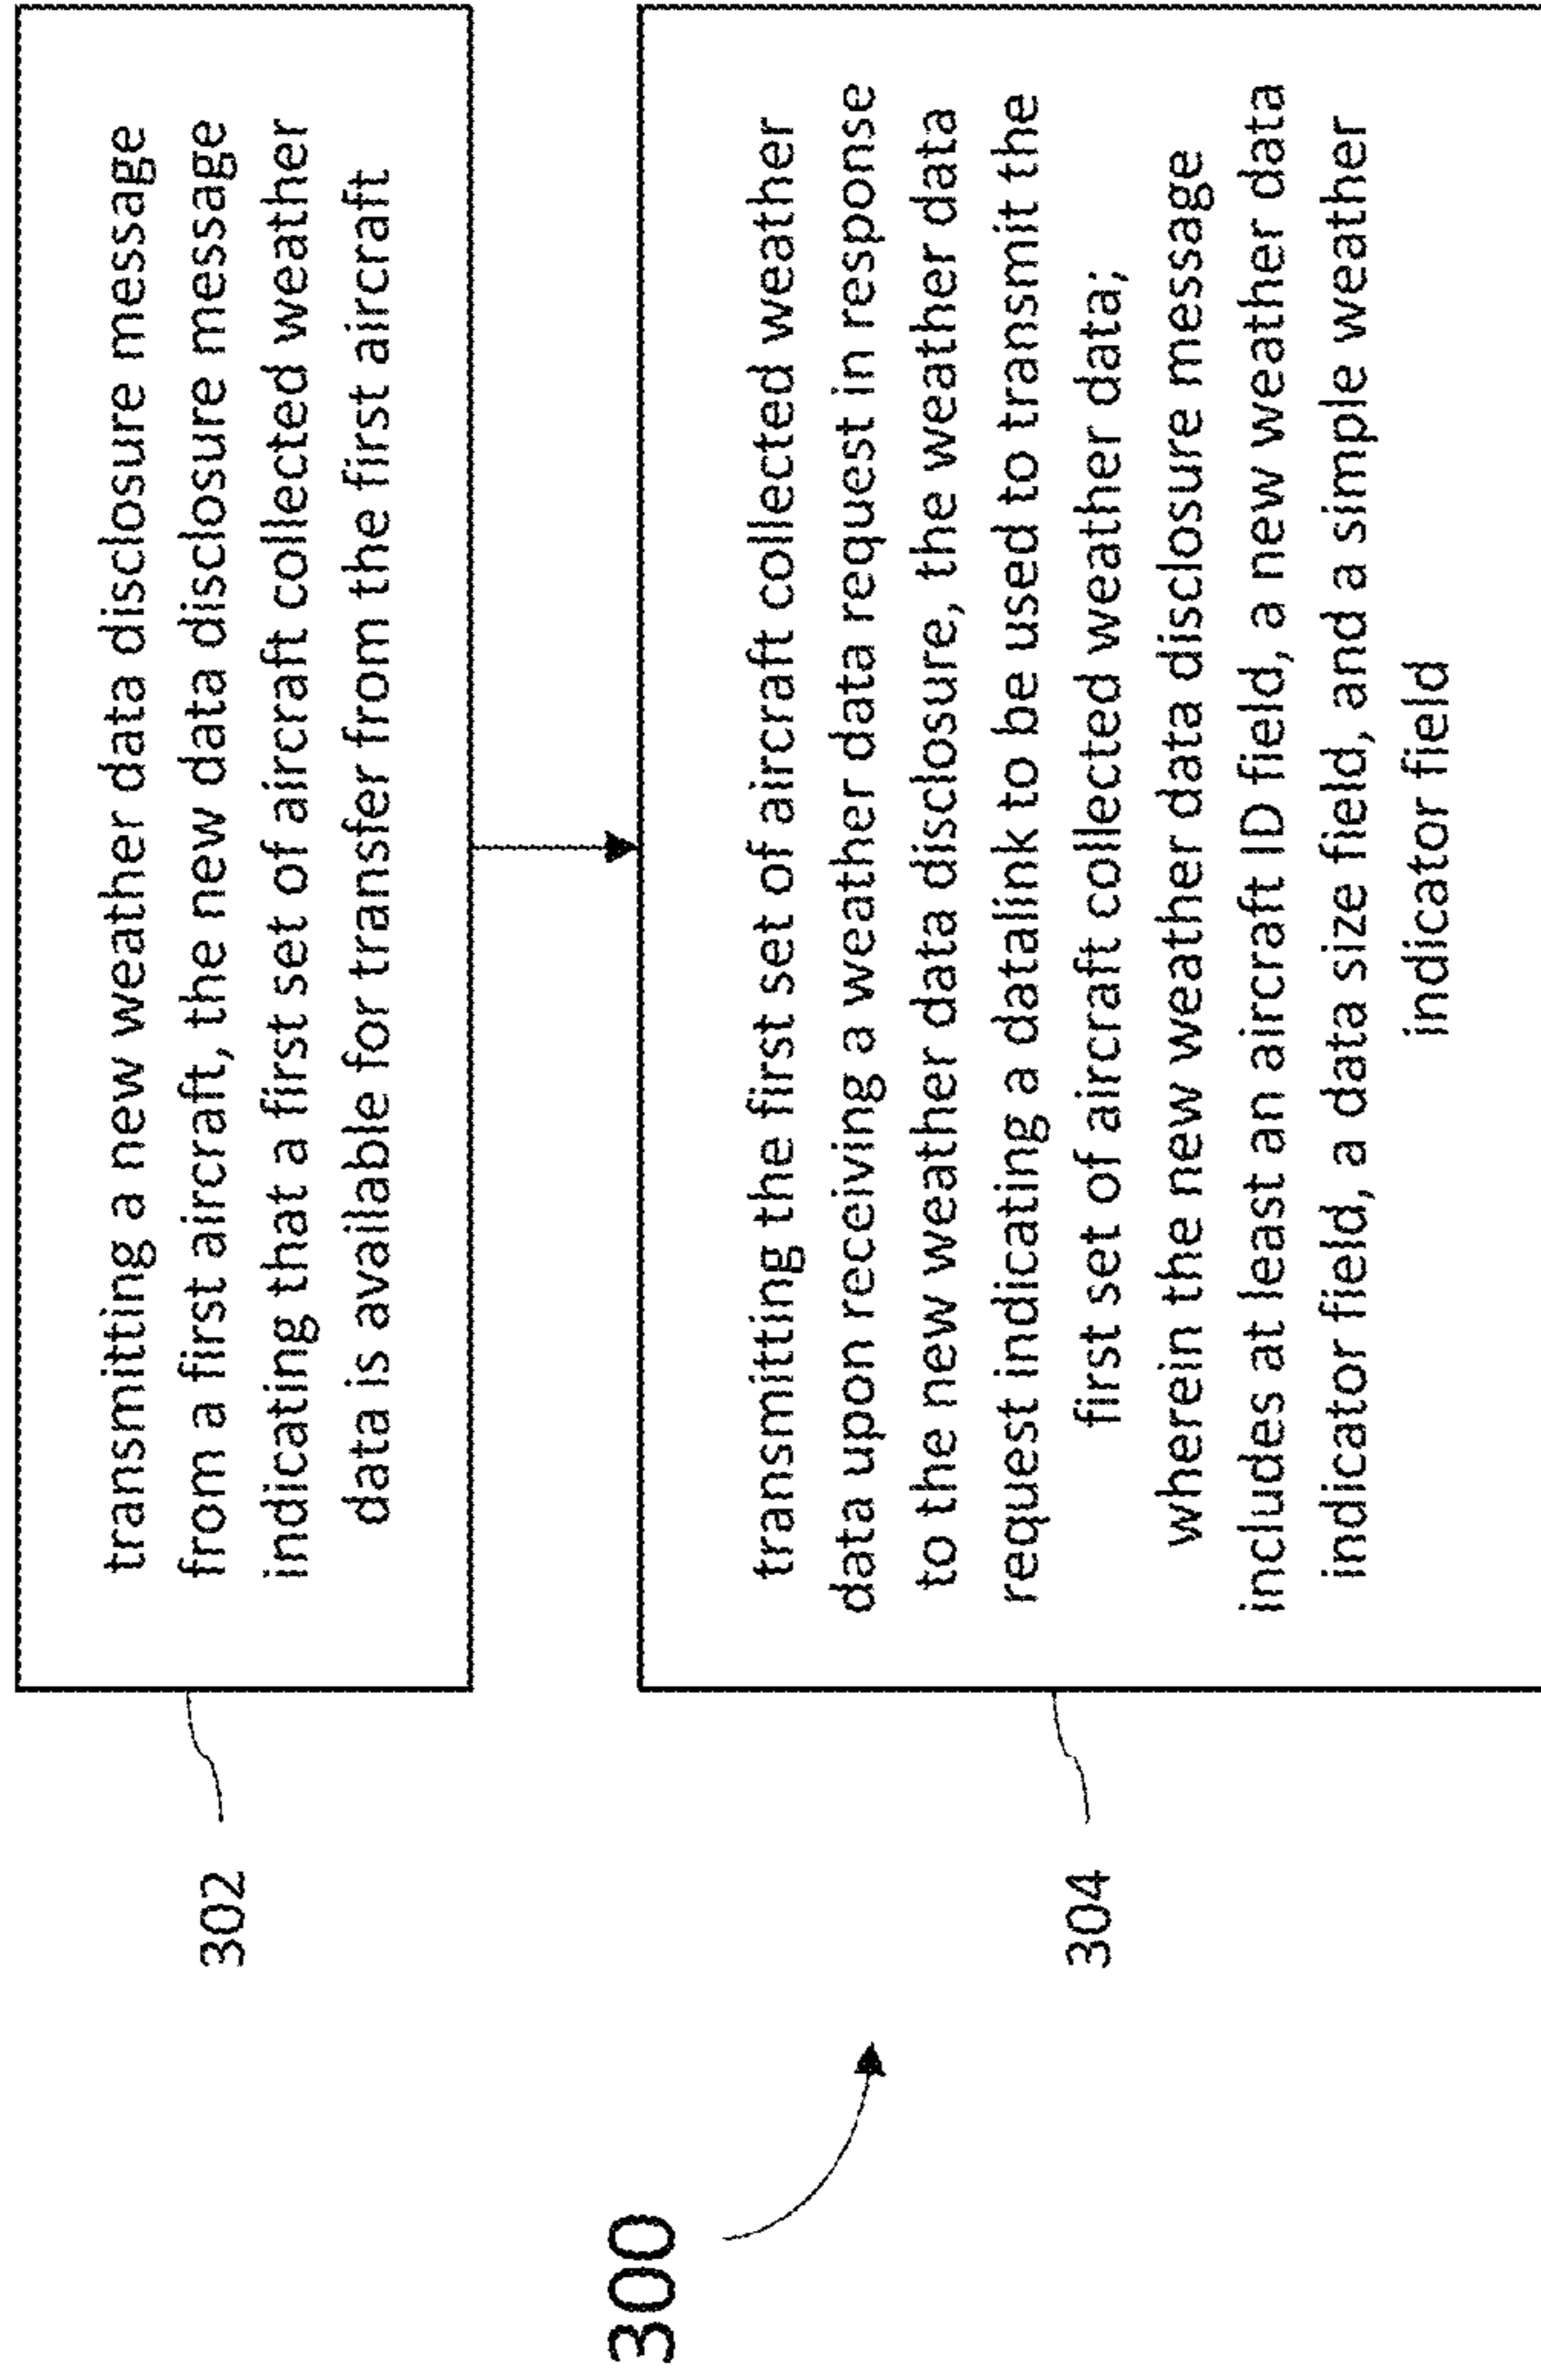 300
302
transmitting a new weather data disclosure message
from a first aircraft, the new data disclosure message
indicating that a first set of aircraft collected weather
data is available for transfer from the first aircraft
304
transmitting the first set of aircraft collected weather
data upon receiving a weather data request in response
to the new weather data disclosure, the weather data
request indicating a datalink to be used to transmit the
first set of aircraft collected weather data;
wherein the new weather data disclosure message
includes at least an aircraft ID field, a new weather data
indicator field, a data size field, and a simple weather
indicator field